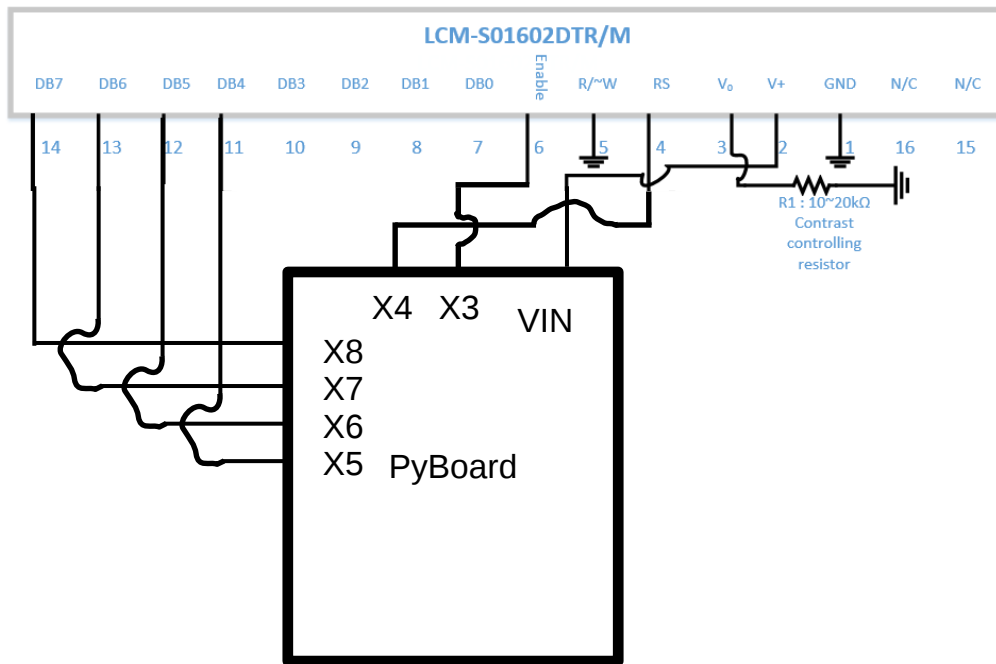 LCM-S01602DTR/M
DB7 DB6 DB5 DB4 DB3 DB2 DB1 DB0 Enable R/~W RS V₀ V+ GND N/C N/C
14 13 12 11 10 9 8 7 6 5 4 3 2 1 16 15
R1 : 10~20kΩ
Contrast
controlling
resistor
X4 X3 VIN
X8
X7
X6
X5 PyBoard